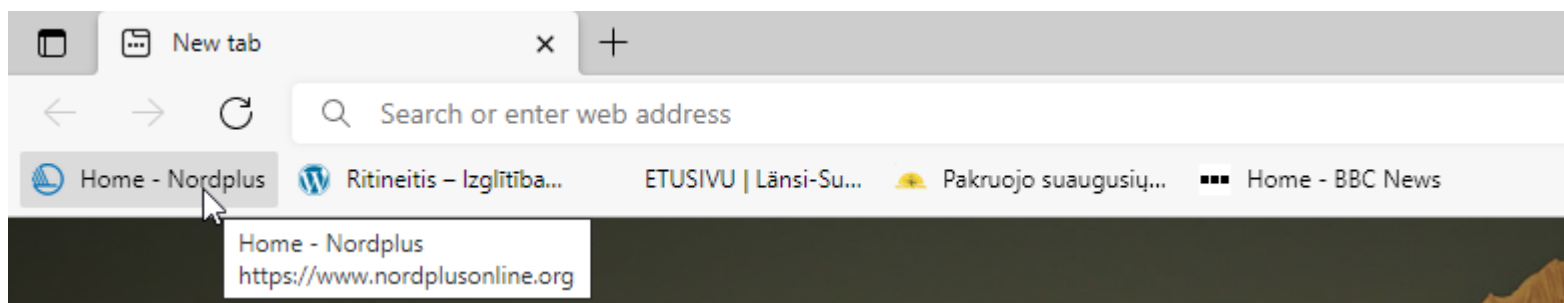 New tab
Search or enter web address
Home - Nordplus Ritineitis – Izglītība... ETUSIVU | Länsi-Su... Pakruojo suaugusių... Home - BBC News
Home - Nordplus
https://www.nordplusonline.org